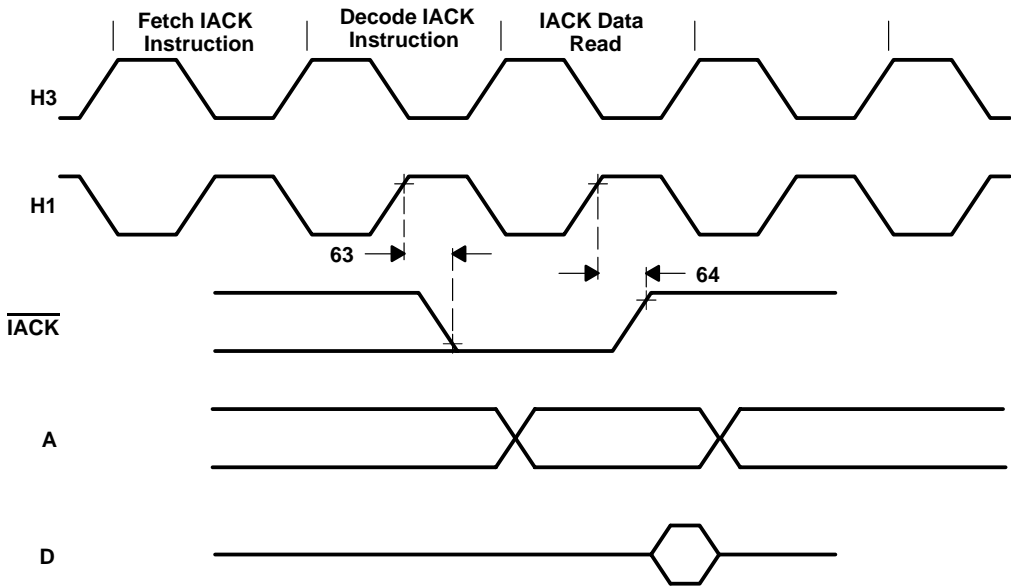 Fetch IACK
Instruction
Decode IACK
Instruction
IACK Data
Read
H3
H1
63
64
IACK
A
D